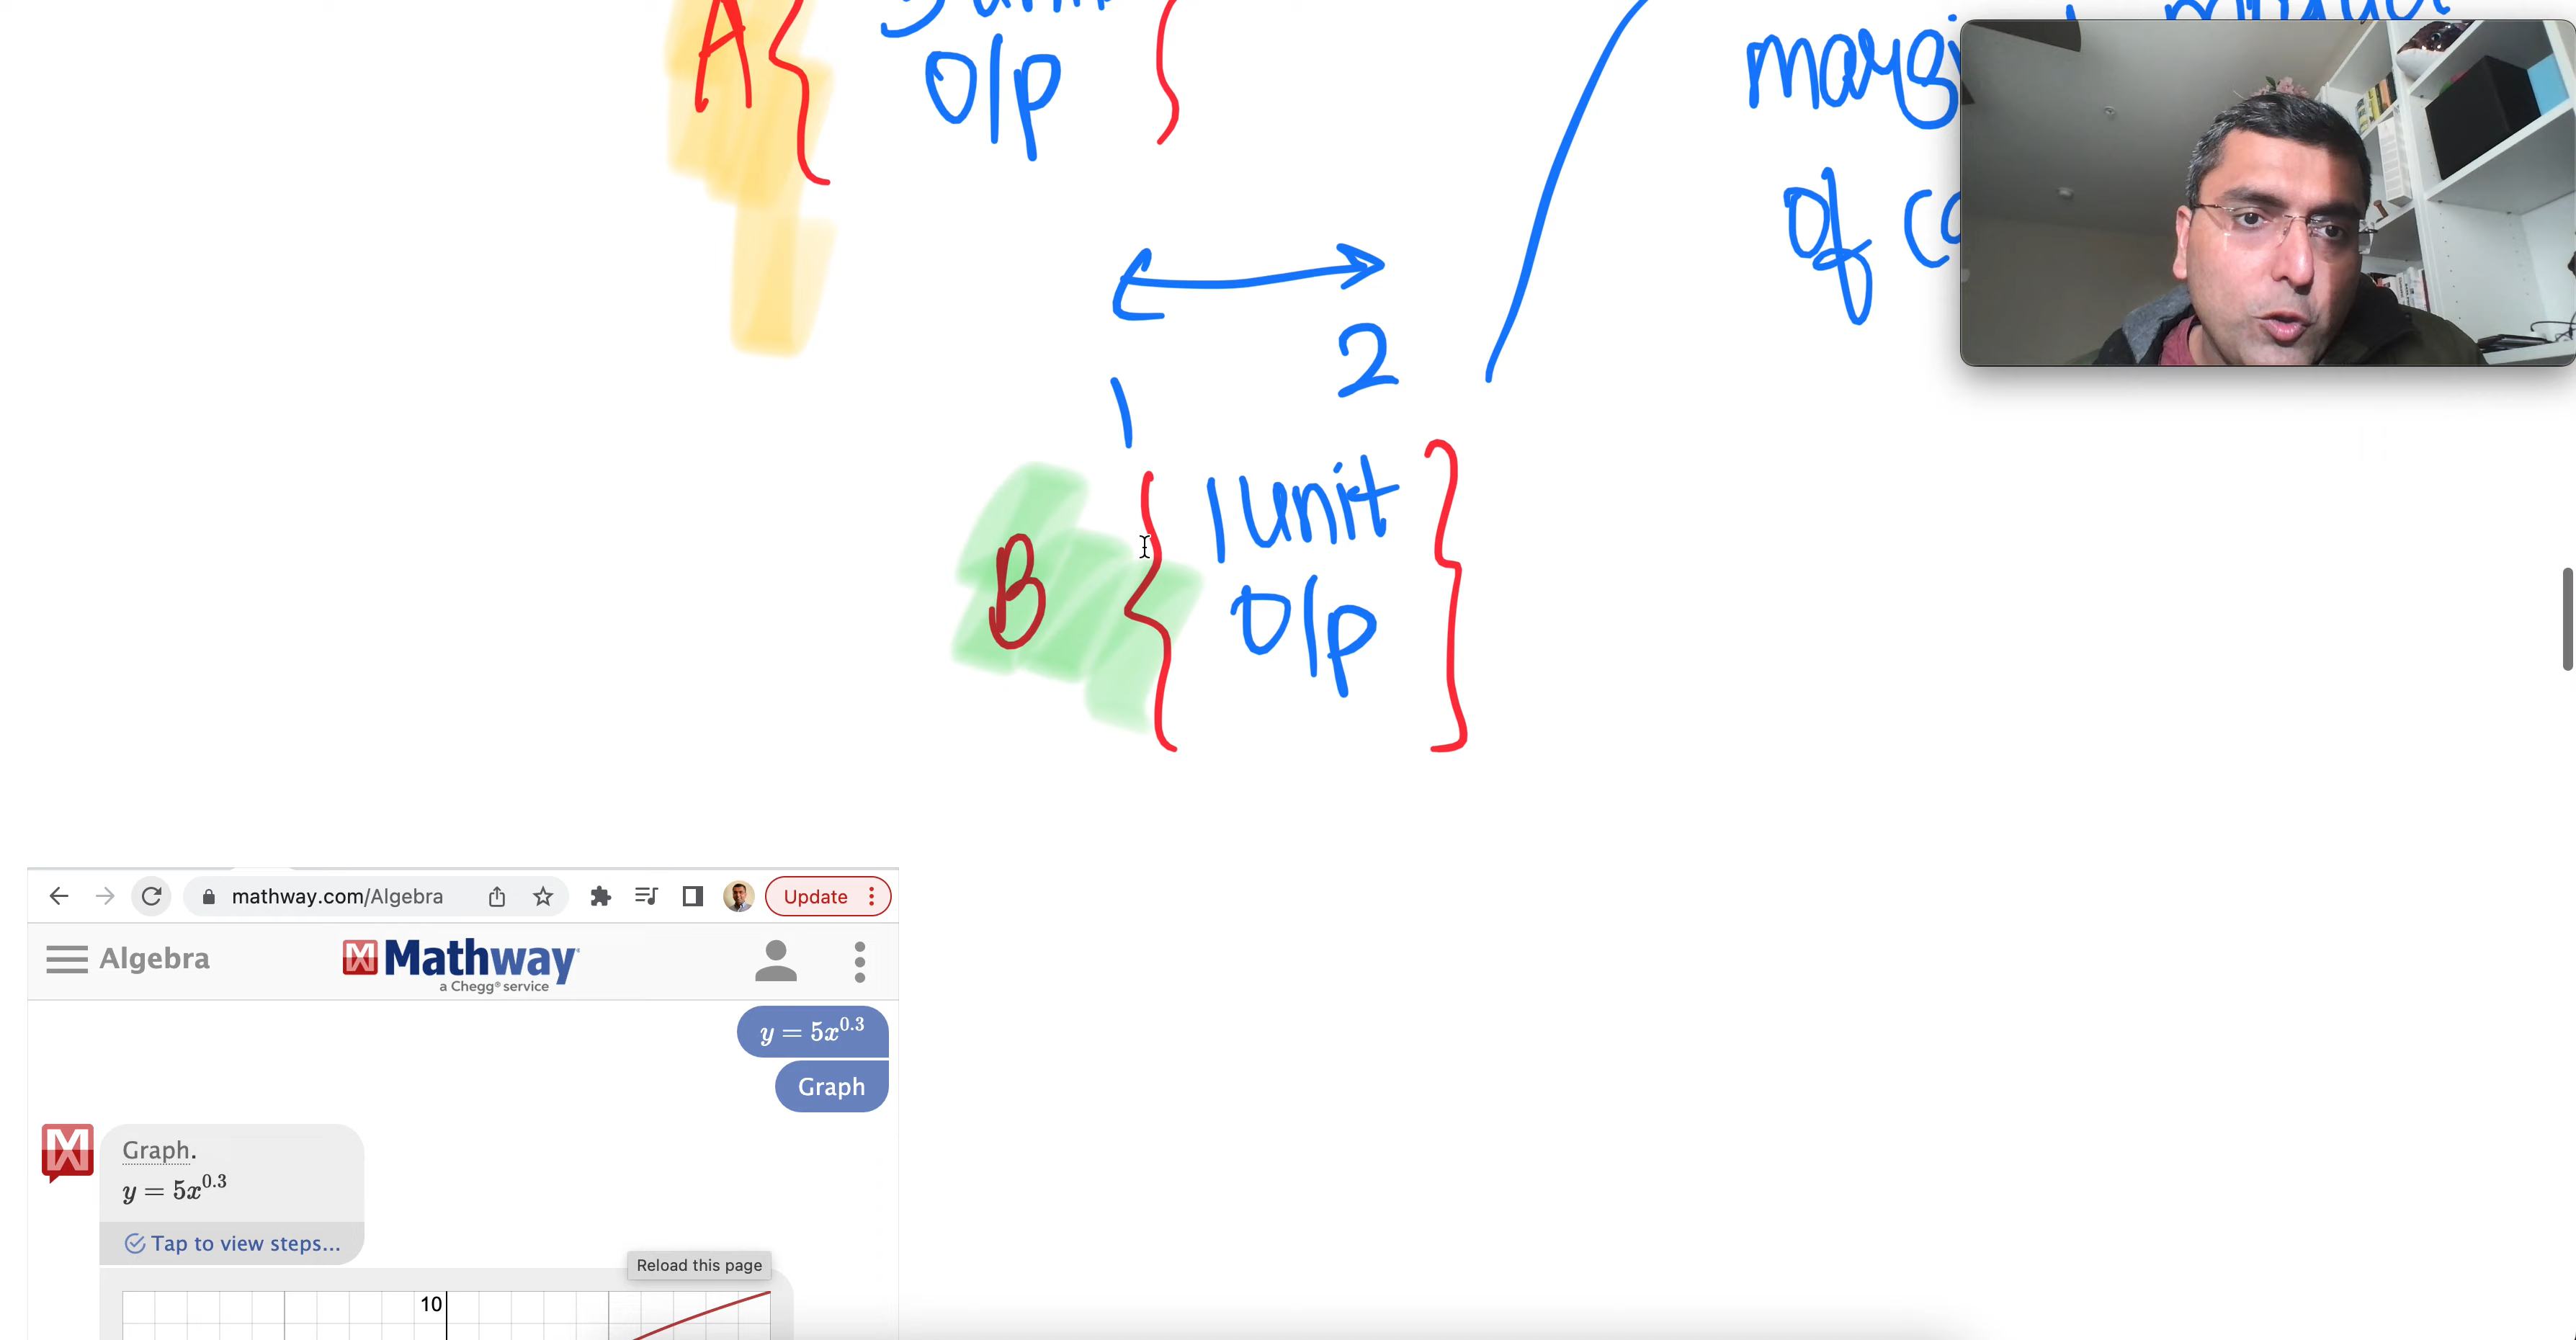 A
o/p
of
1
2
B
1 unit
o/p
mathway.com/Algebra
Update
Algebra
Mathway
a Chegg® service
y = 5x^0.3
Graph
Graph.
y = 5x^0.3
Tap to view steps...
Reload this page
10